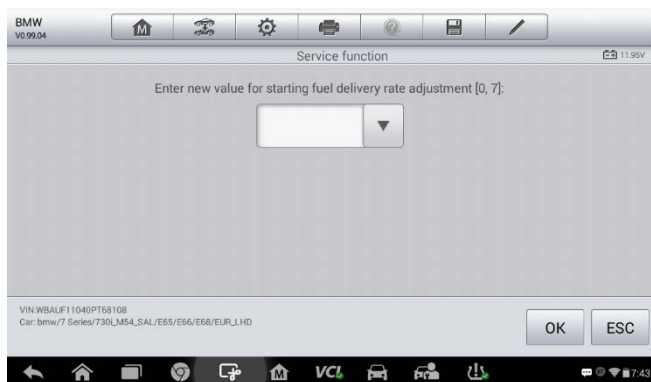 BMW
V0.99.04
M
?
Service function
11.95V
Enter new value for starting fuel delivery rate adjustment [0, 7]:
VIN:WBAUF11040PT68108
Car: bmw/7 Series/730i_M54_SAL/E65/E66/E68/EUR_LHD
OK
ESC
M
VCI
7:43